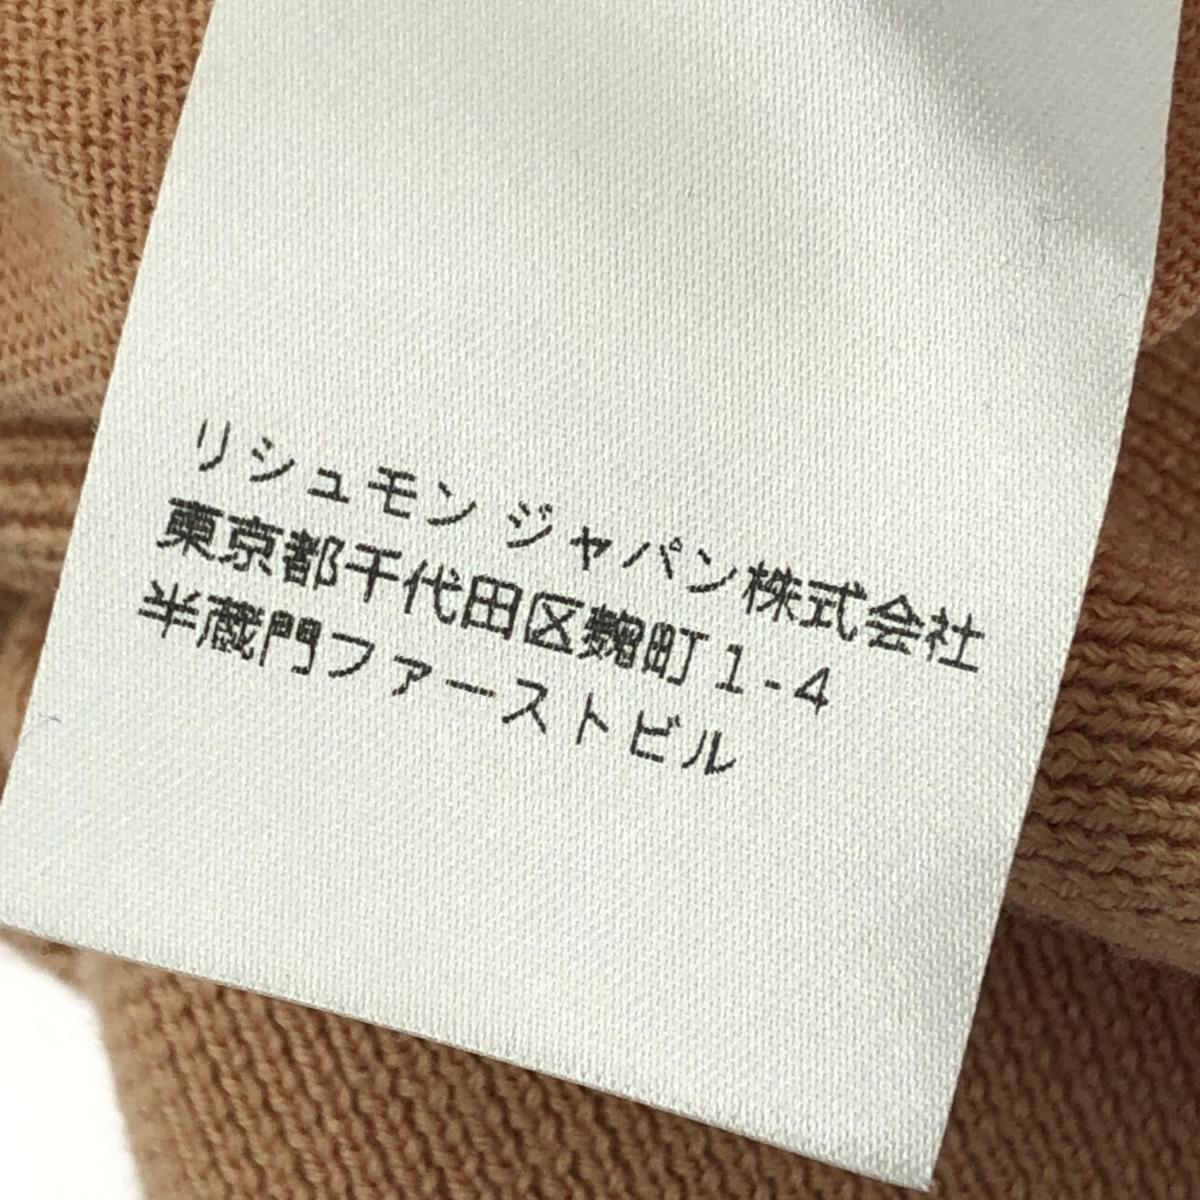 リシュモン ジャパン株式会社
東京都千代田区麹町1-4
半蔵門ファーストビル